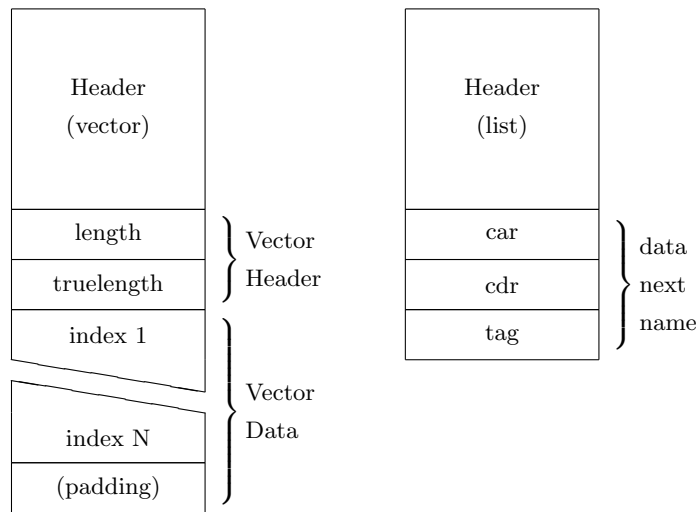 Header
(vector)
length
truelength
index 1
index N
(padding)
Vector
Header
Vector
Data
Header
(list)
car
cdr
tag
data
next
name